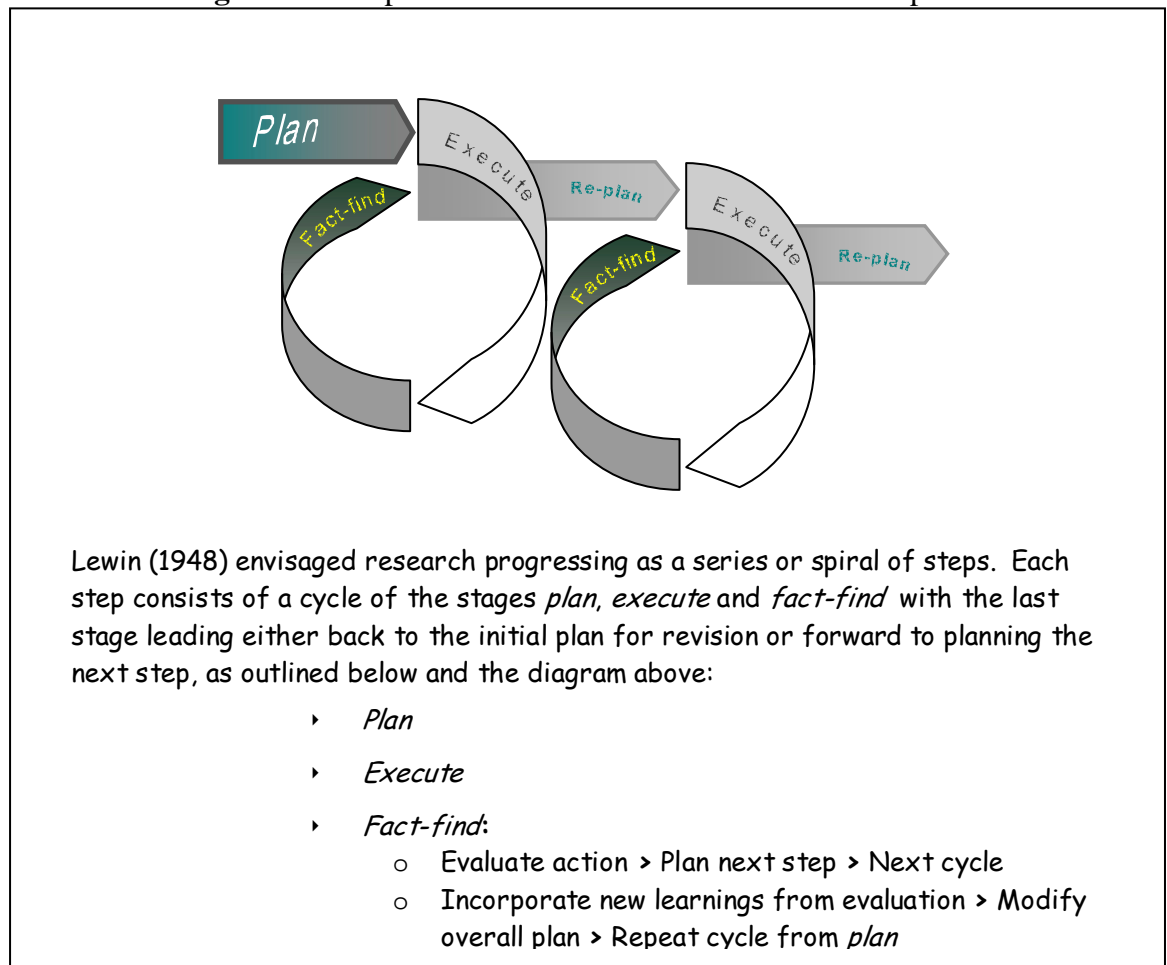 Plan
Execute
Re-plan
Fact-find
Execute
Re-plan
Fact-find
Lewin (1948) envisaged research progressing as a series or spiral of steps. Each
step consists of a cycle of the stages plan, execute and fact-find with the last
stage leading either back to the initial plan for revision or forward to planning the
next step, as outlined below and the diagram above:
‣ Plan
‣ Execute
‣ Fact-find:
o Evaluate action > Plan next step > Next cycle
o Incorporate new learnings from evaluation > Modify
overall plan > Repeat cycle from plan